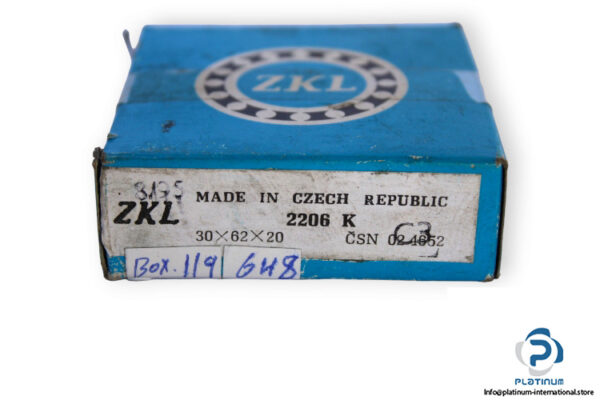 ZKL
8195
ZKL MADE IN CZECH REPUBLIC
2206 K
30×62×20 ČSN 02 4652
C3
Box.119 648
PLATINUM
Info@platinum-international.store